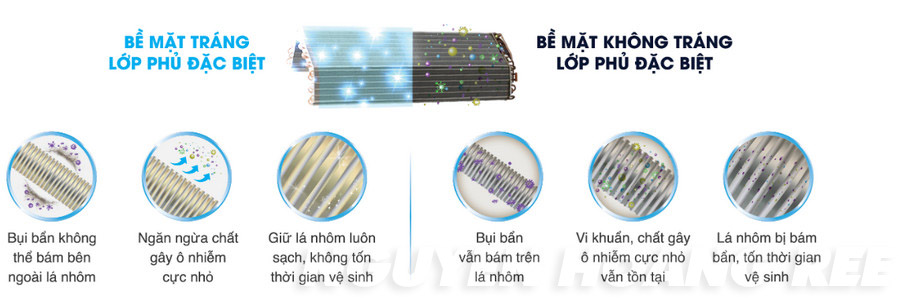 BỀ MẶT TRÁNG
LỚP PHỦ ĐẶC BIỆT
BỀ MẶT KHÔNG TRÁNG
LỚP PHỦ ĐẶC BIỆT
Bụi bẩn không
thể bám bên
ngoài lá nhôm
Ngăn ngừa chất
gây ô nhiễm
cực nhỏ
Giữ lá nhôm luôn
sạch, không tốn
thời gian vệ sinh
Bụi bẩn
vẫn bám trên
lá nhôm
Vi khuẩn, chất gây
ô nhiễm cực nhỏ
vẫn tồn tại
Lá nhôm bị bám
bẩn, tốn thời gian
vệ sinh
NGUYEN HOANG REE